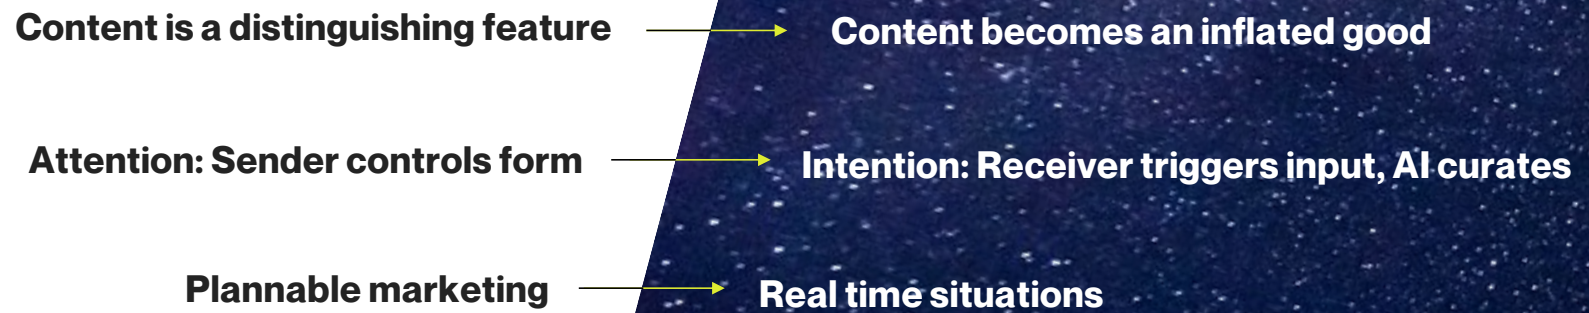 Content is a distinguishing feature
Content becomes an inflated good
Attention: Sender controls form
Intention: Receiver triggers input, AI curates
Plannable marketing
Real time situations